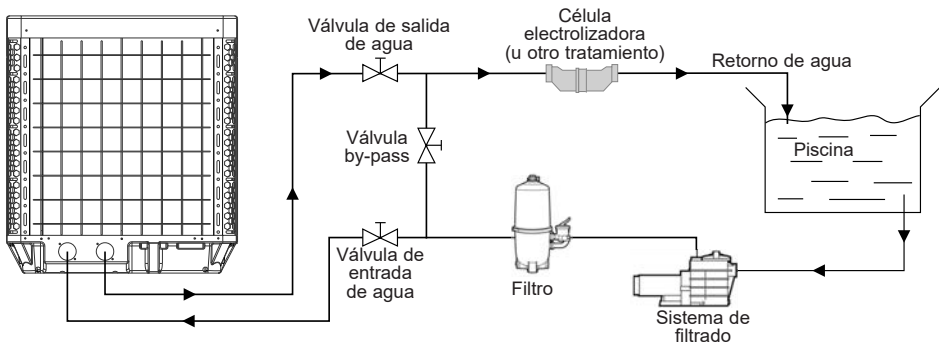 Válvula de salida
de agua
Célula
electrolizadora
(u otro tratamiento)
Retorno de agua
Válvula
by-pass
Piscina
Válvula de
entrada
de agua
Filtro
Sistema de
filtrado